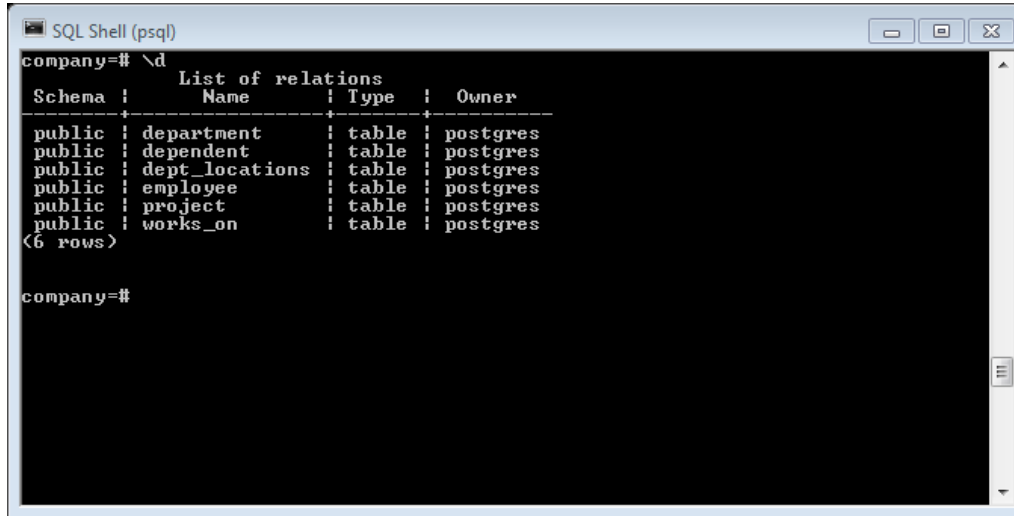 SQL Shell (psql)
company=# \d
             List of relations
 Schema |      Name      | Type  |  Owner
--------+----------------+-------+----------
 public | department     | table | postgres
 public | dependent      | table | postgres
 public | dept_locations | table | postgres
 public | employee       | table | postgres
 public | project        | table | postgres
 public | works_on       | table | postgres
(6 rows)
company=#